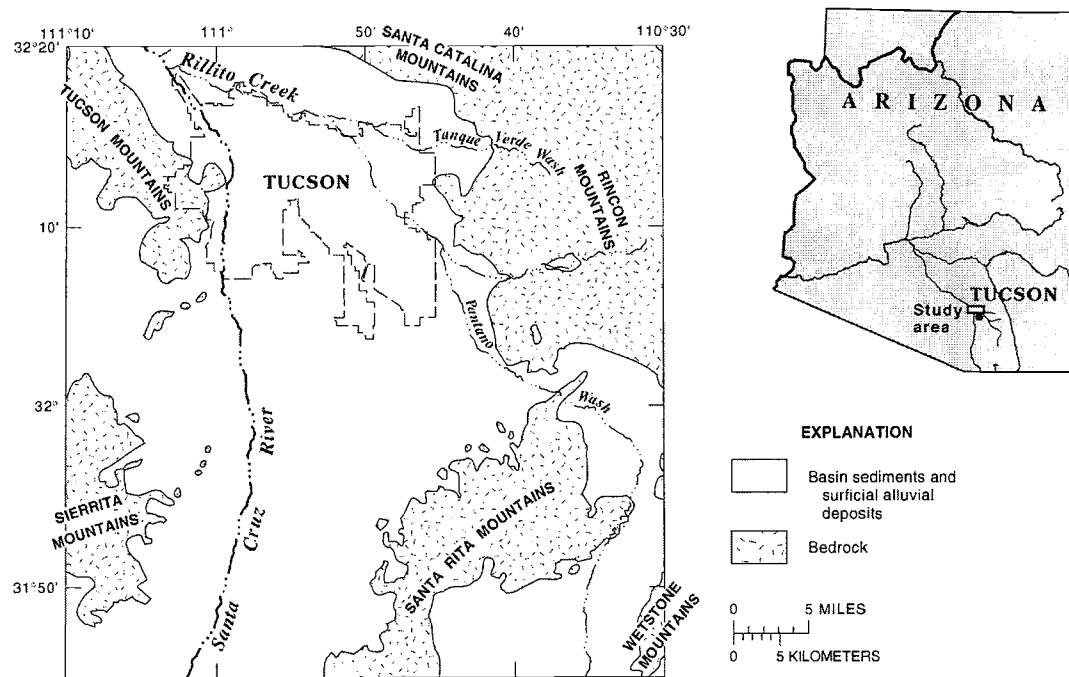 111°10'
111°
50'
40'
110°30'
32°20'
10'
32°
31°50'
SANTA CATALINA
MOUNTAINS
Rillito Creek
TUCSON MOUNTAINS
Tanque Verde Wash
TUCSON
RINCON
MOUNTAINS
Pantano
Wash
Santa Cruz River
SIERRITA
MOUNTAINS
SANTA RITA MOUNTAINS
WETSTONE
MOUNTAINS
ARIZONA
TUCSON
Study
area
EXPLANATION
Basin sediments and
surficial alluvial
deposits
Bedrock
0 5 MILES
0 5 KILOMETERS